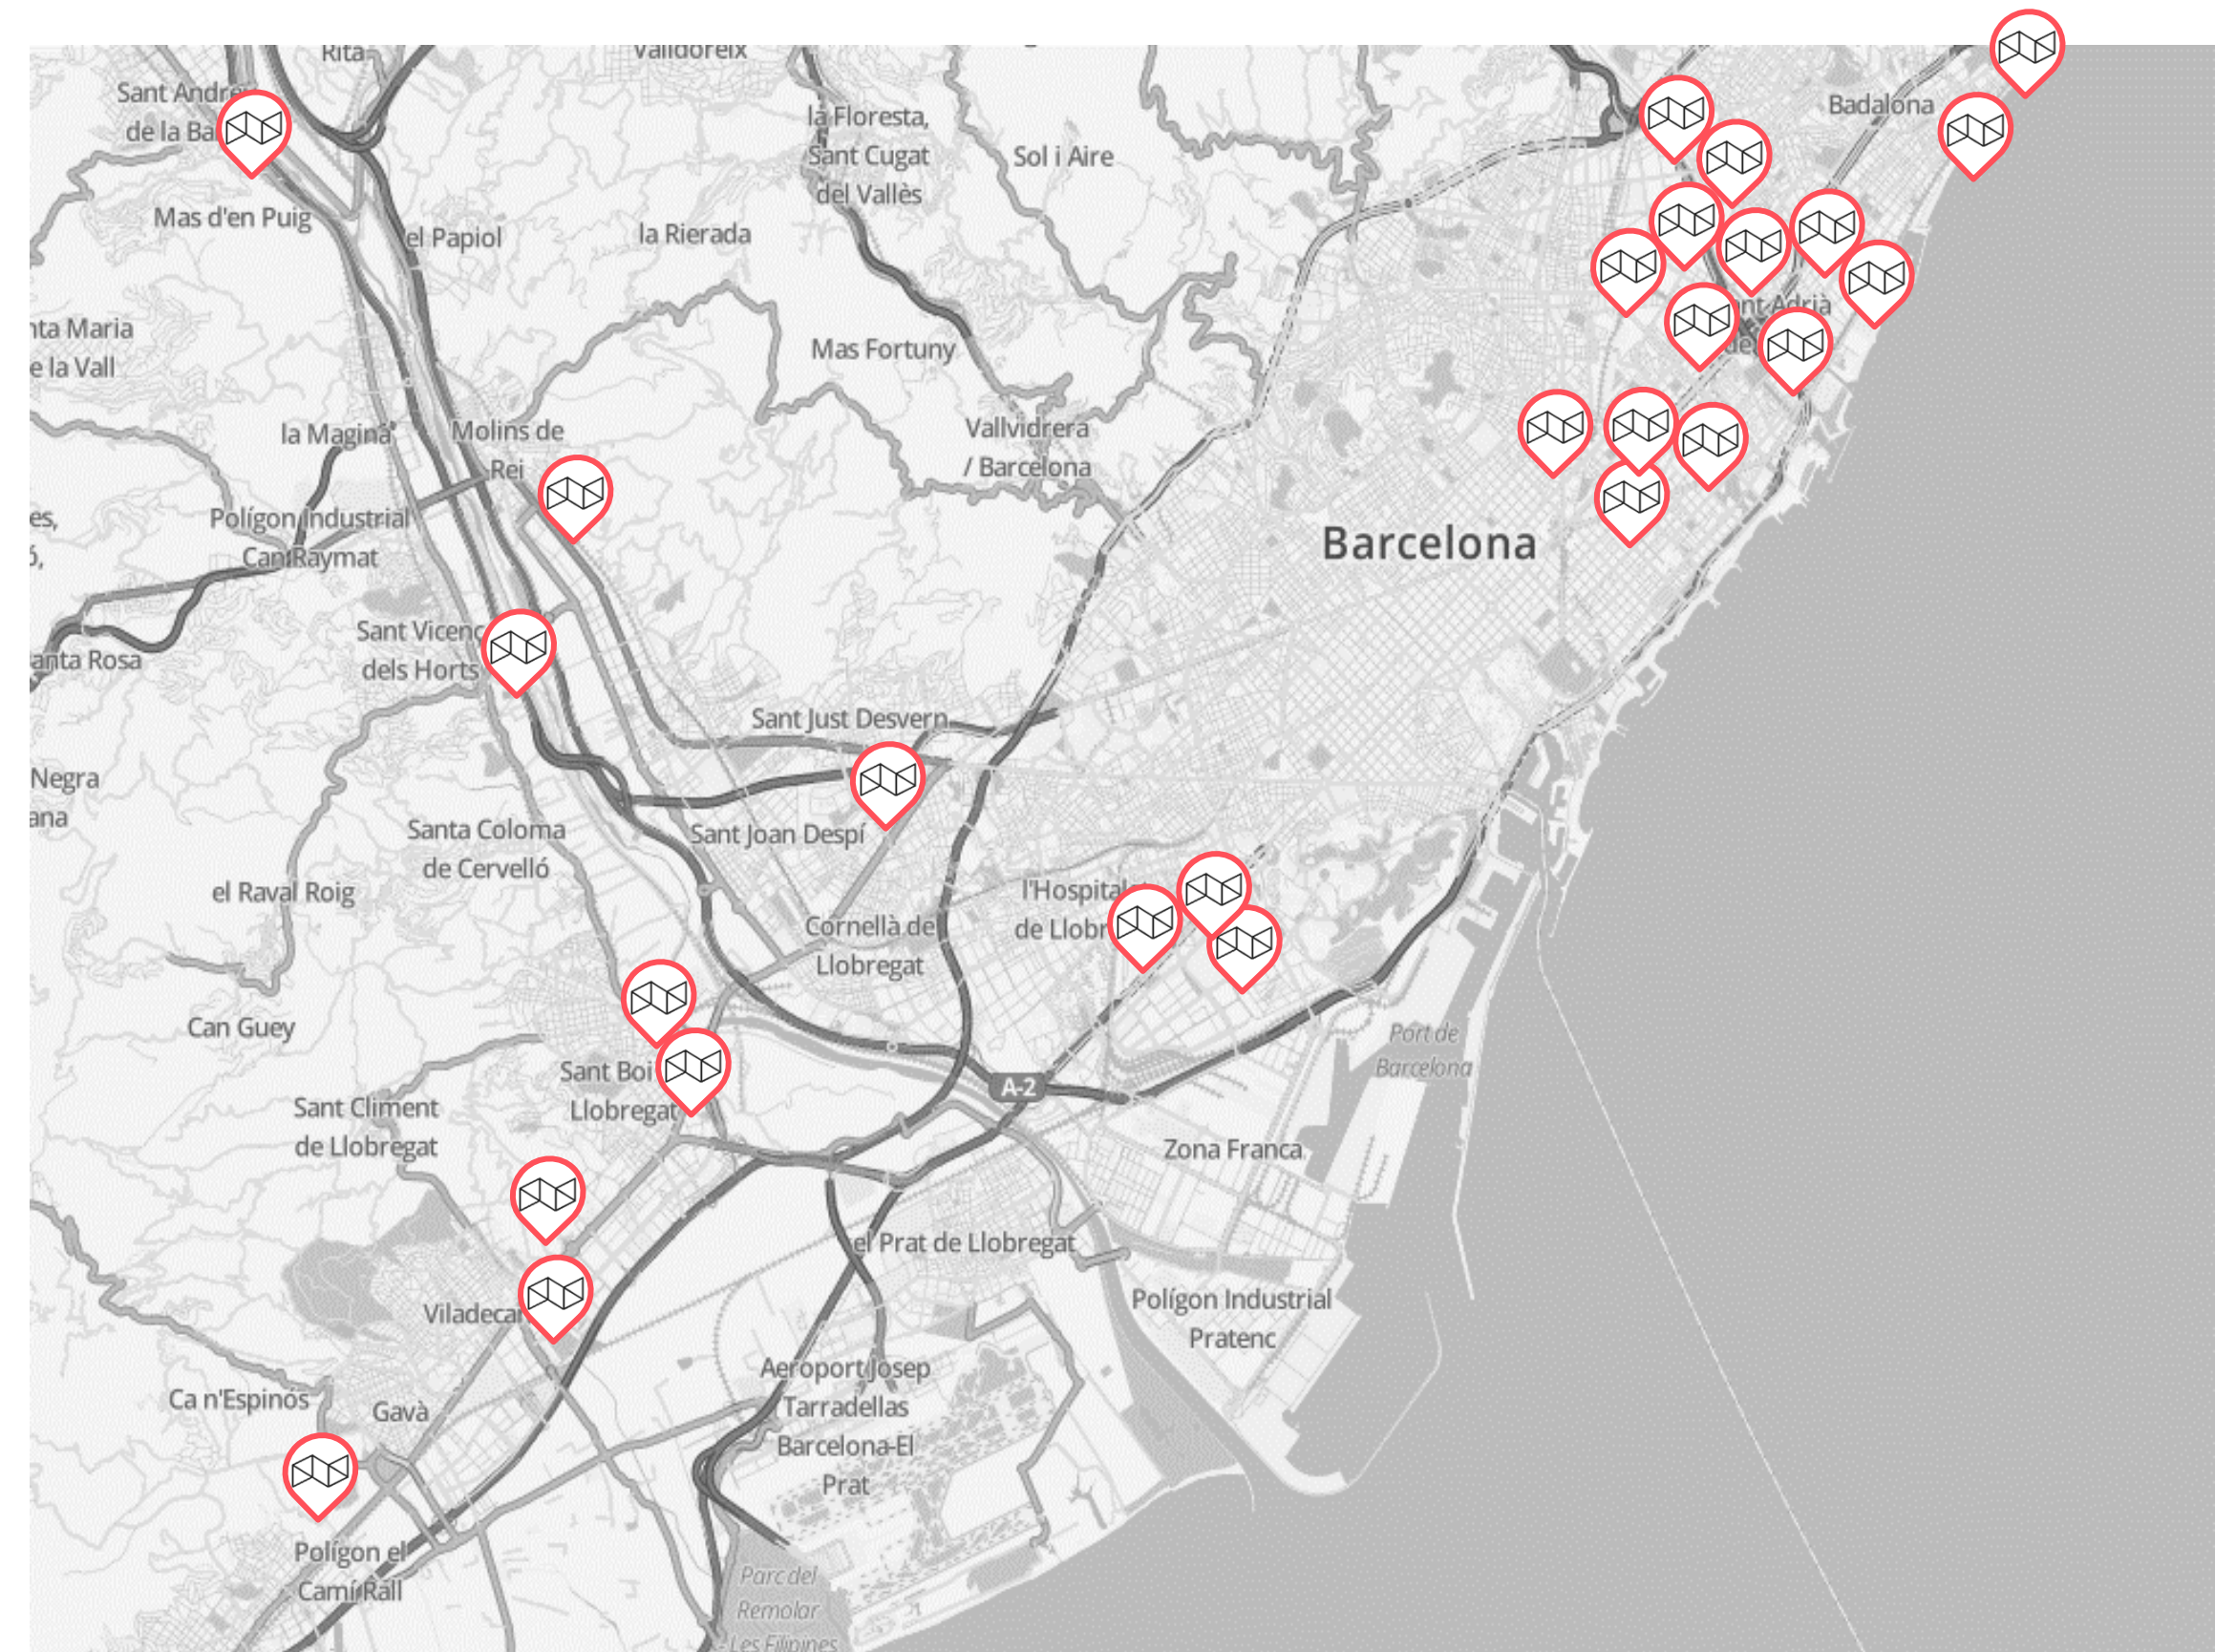 Rita
Valldoreix
Sant Andreu
de la Ba
Badalona
la Floresta,
Sant Cugat
del Vallès
Sol i Aire
Mas d'en Puig
el Papiol
la Rierada
nta Maria
e la Vall
ant Adrià
de
Mas Fortuny
la Magina
Molins de
Rei
Vallvidrera
/ Barcelona
es,
ó,
Polígon Industrial
Can Raymat
Barcelona
Sant Vicenç
dels Horts
anta Rosa
Sant Just Desvern
Negra
ana
Santa Coloma
de Cervelló
Sant Joan Despí
el Raval Roig
l'Hospitalet
de Llobr
Cornellà de
Llobregat
Can Guey
Port de
Barcelona
Sant Boi
Llobregat
A-2
Sant Climent
de Llobregat
Zona Franca
el Prat de Llobregat
Viladecan
Polígon Industrial
Pratenc
Aeroport Josep
Tarradellas
Barcelona-El
Prat
Ca n'Espinós
Gavà
Polígon el
Camí Ral
Parc del
Remolar
- Les Filipines